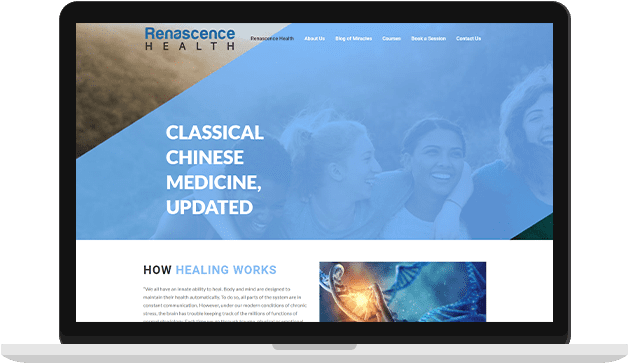 Renascence
HEALTH
Renascence Health About Us Ring of Miracles Courses Book a Session Contact Us
CLASSICAL
CHINESE
MEDICINE,
UPDATED
HOW HEALING WORKS
"We all have an innate ability to heal. Body and mind are designed to
maintain their health automatically. To do so, all parts of the system are in
constant communication. However, under our modern conditions of chronic
stress, the brain has trouble keeping track of the millions of functions of